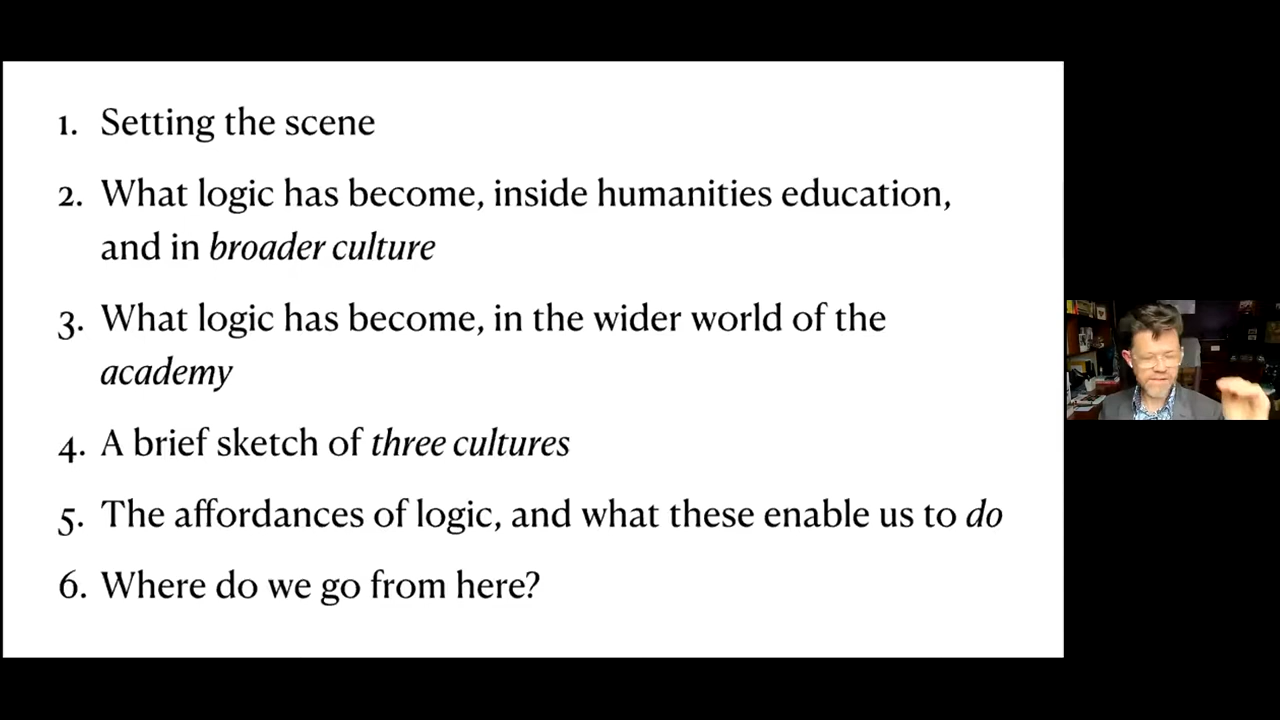 1. Setting the scene
2. What logic has become, inside humanities education,
and in broader culture
3. What logic has become, in the wider world of the
academy
4. A brief sketch of three cultures
5. The affordances of logic, and what these enable us to do
6. Where do we go from here?